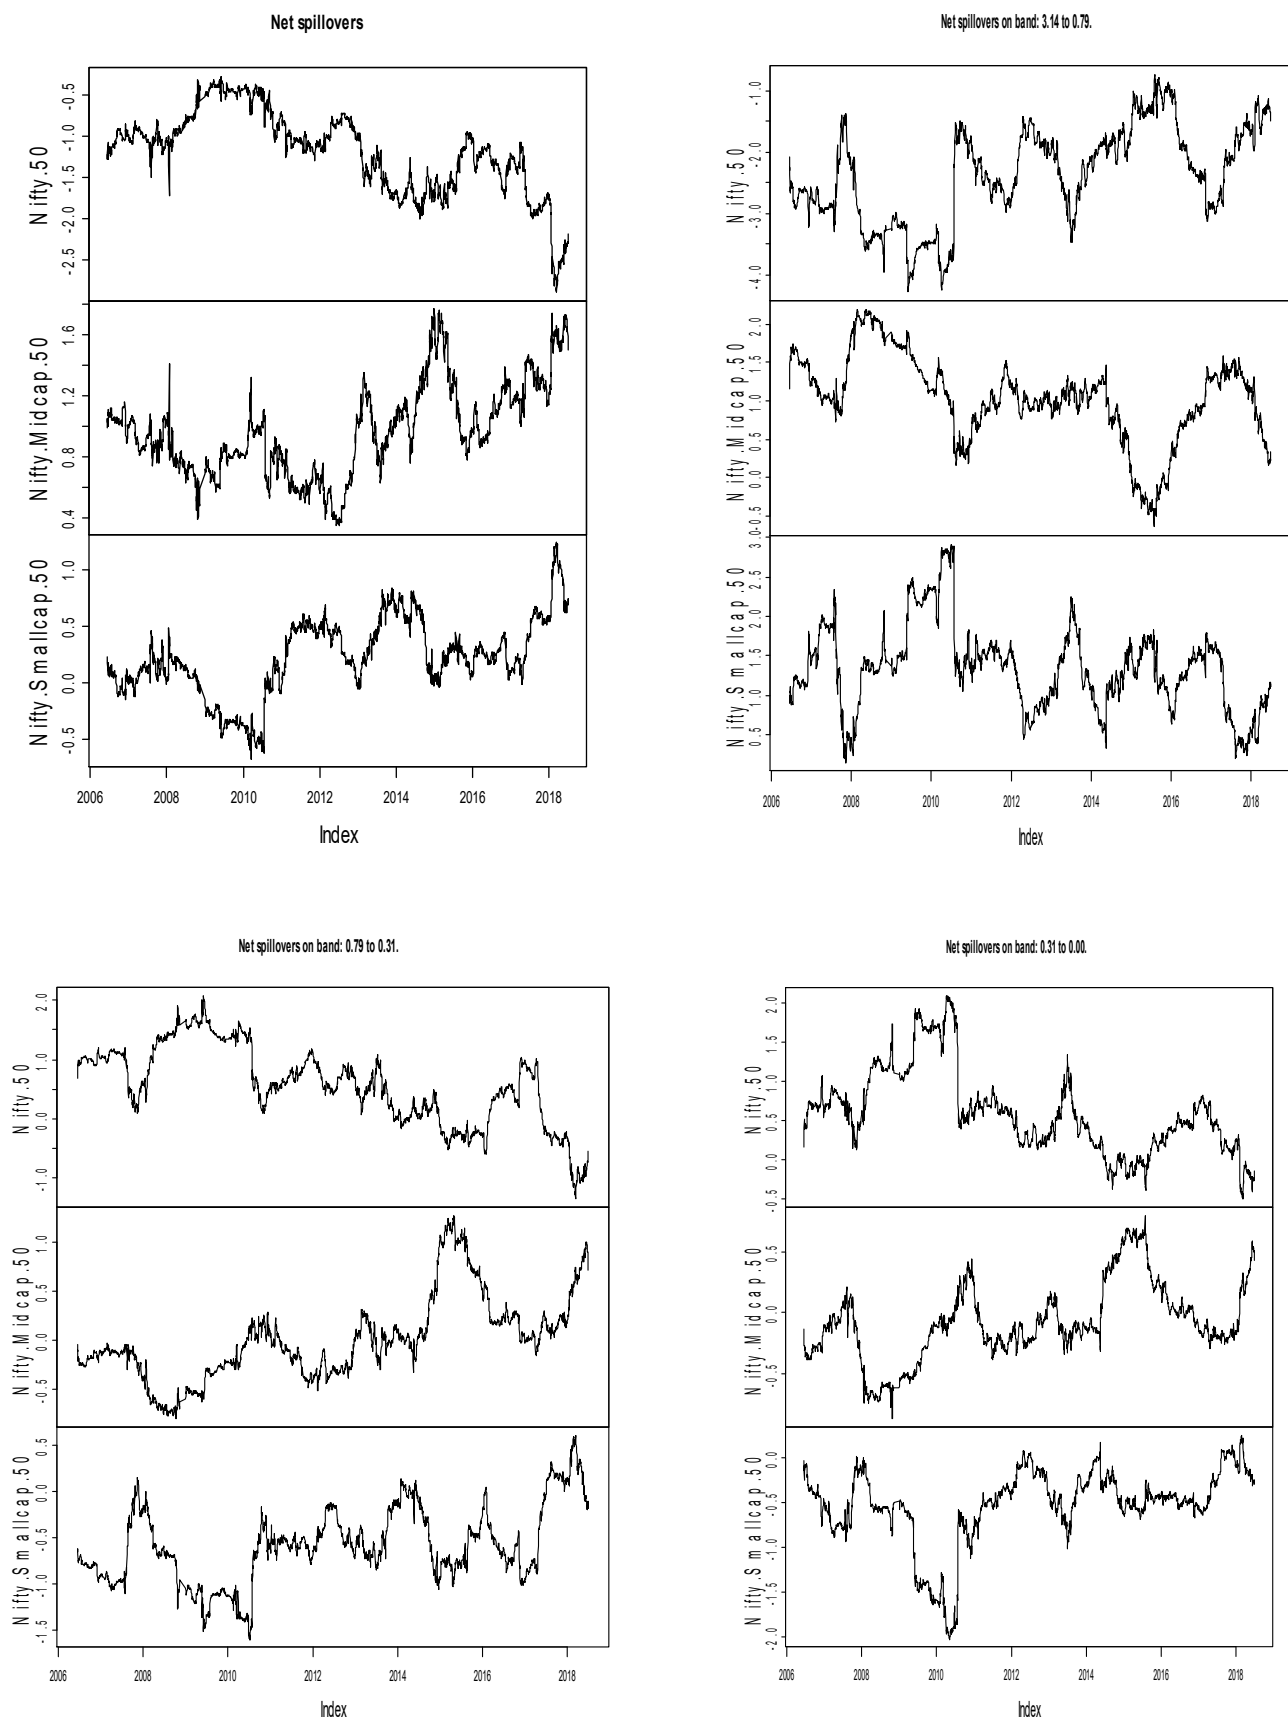 Net spillovers
Nifty.50
-2.5 -2.0 -1.5 -1.0 -0.5
Nifty.Midcap.50
0.4 0.8 1.2 1.6
Nifty.Smallcap.50
-0.5 0.0 0.5 1.0
2006 2008 2010 2012 2014 2016 2018
Index
Net spillovers on band: 3.14 to 0.79.
Nifty.50
-4.0 -3.0 -2.0 -1.0
Nifty.Midcap.50
-0.5 0.0 0.5 1.0 1.5 2.0
Nifty.Smallcap.50
0.5 1.0 1.5 2.0 2.5 3.0
2006 2008 2010 2012 2014 2016 2018
Index
Net spillovers on band: 0.79 to 0.31.
Nifty.50
-1.0 0.0 1.0 2.0
Nifty.Midcap.50
-0.5 0.0 0.5 1.0
Nifty.Smallcap.50
-1.5 -1.0 -0.5 0.0 0.5
2006 2008 2010 2012 2014 2016 2018
Index
Net spillovers on band: 0.31 to 0.00.
Nifty.50
-0.5 0.0 0.5 1.0 1.5 2.0
Nifty.Midcap.50
-0.5 0.0 0.5
Nifty.Smallcap.50
-2.0 -1.5 -1.0 -0.5 0.0
2006 2008 2010 2012 2014 2016 2018
Index